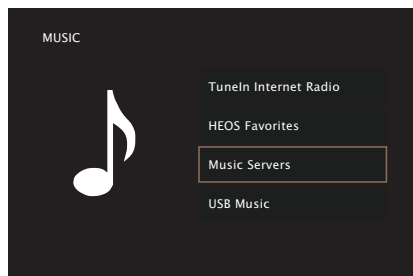 MUSIC
TuneIn Internet Radio
HEOS Favorites
Music Servers
USB Music